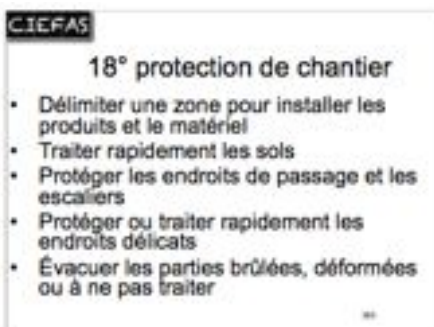 CIEFAS
18° protection de chantier
• Délimiter une zone pour installer les
produits et le matériel
• Traiter rapidement les sols
• Protéger les endroits de passage et les
escaliers
• Protéger ou traiter rapidement les
endroits délicats
• Évacuer les parties brûlées, déformées
ou à ne pas traiter